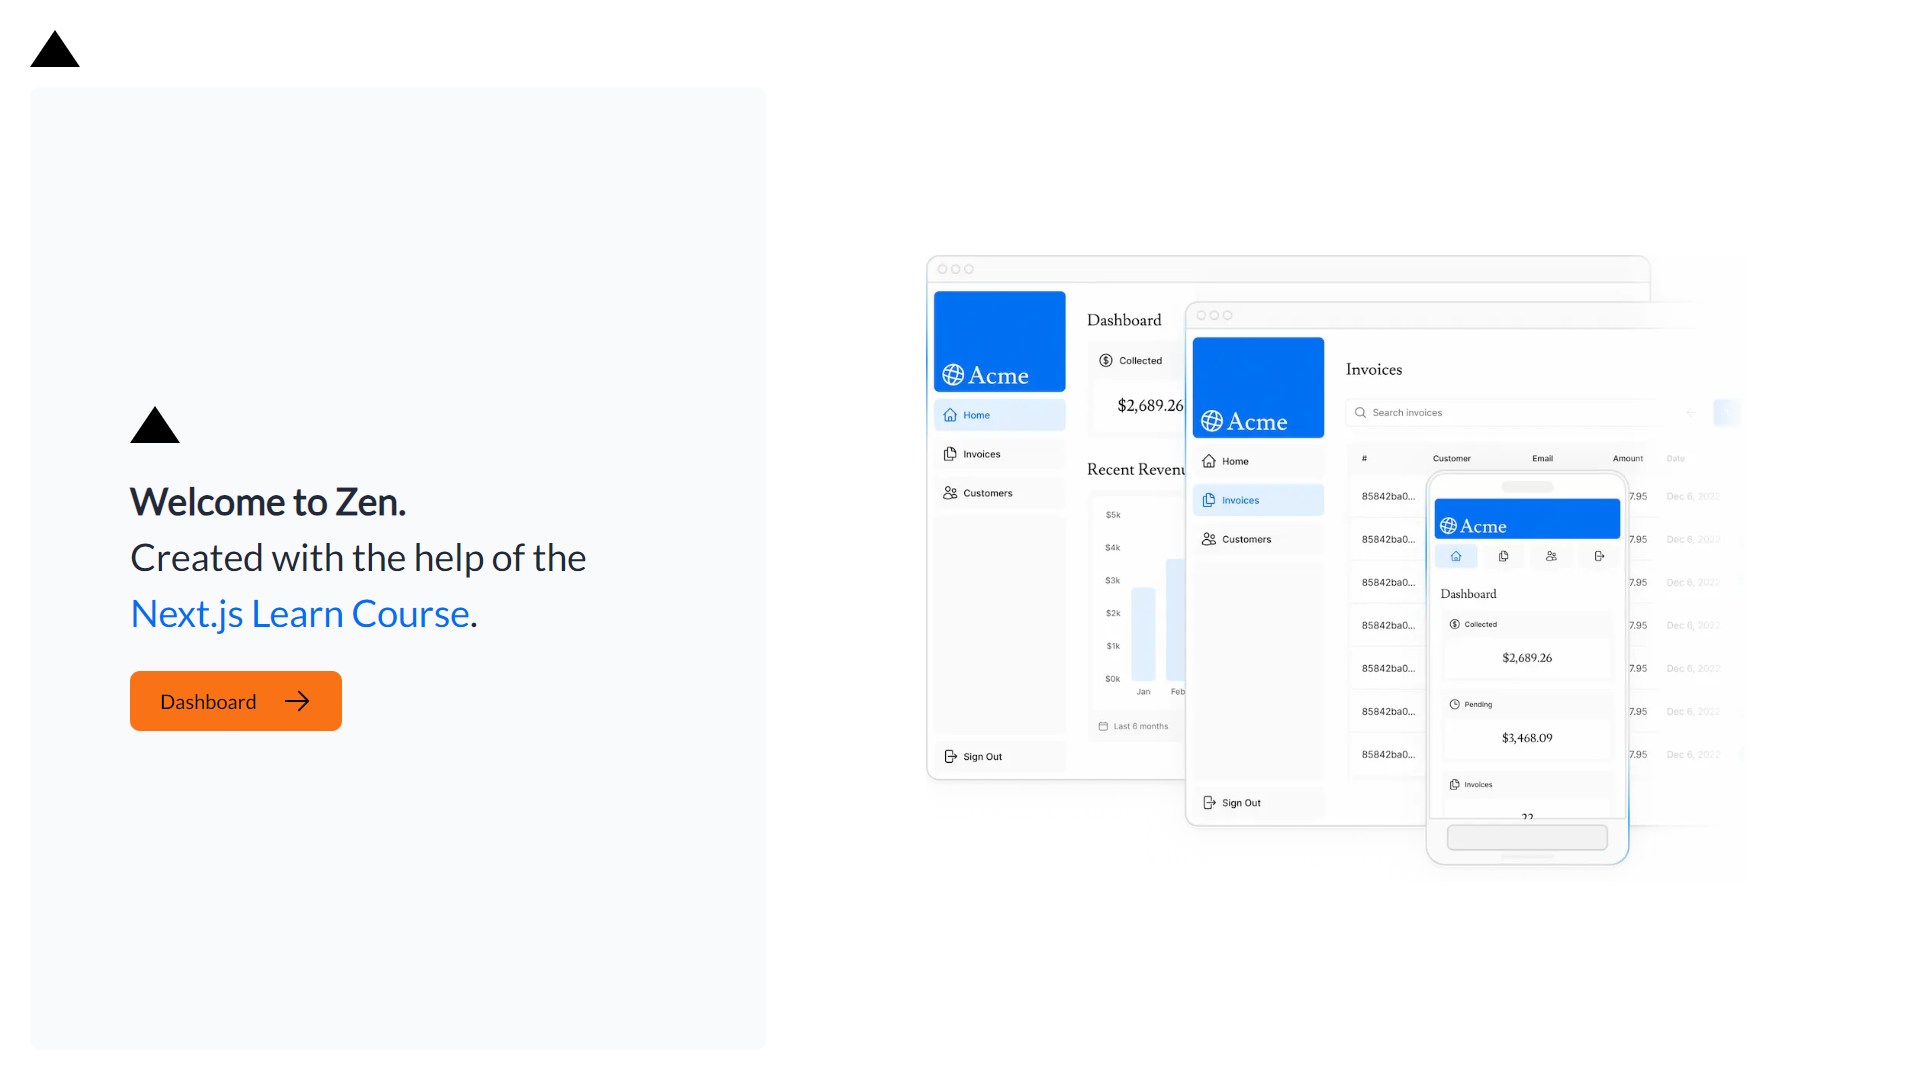 Welcome to Zen.
Created with the help of the
Next.js Learn Course.
Dashboard
Acme
Home
Invoices
Customers
Sign Out
Dashboard
Collected
$2,689.26
Recent Revenu
$5k
$4k
$3k
$2k
$1k
$0k
Jan Feb
Last 6 months
Acme
Home
Invoices
Customers
Sign Out
Invoices
Search invoices
# Customer Email Amount Date
85842ba0... 7.95 Dec 6, 2022
85842ba0... 7.95 Dec 6, 2022
85842ba0... 7.95 Dec 6, 2022
85842ba0... 7.95 Dec 6, 2022
85842ba0... 7.95 Dec 6, 2022
85842ba0... 7.95 Dec 6, 2022
85842ba0... 7.95 Dec 6, 2022
Acme
Dashboard
Collected
$2,689.26
Pending
$3,468.09
Invoices
22